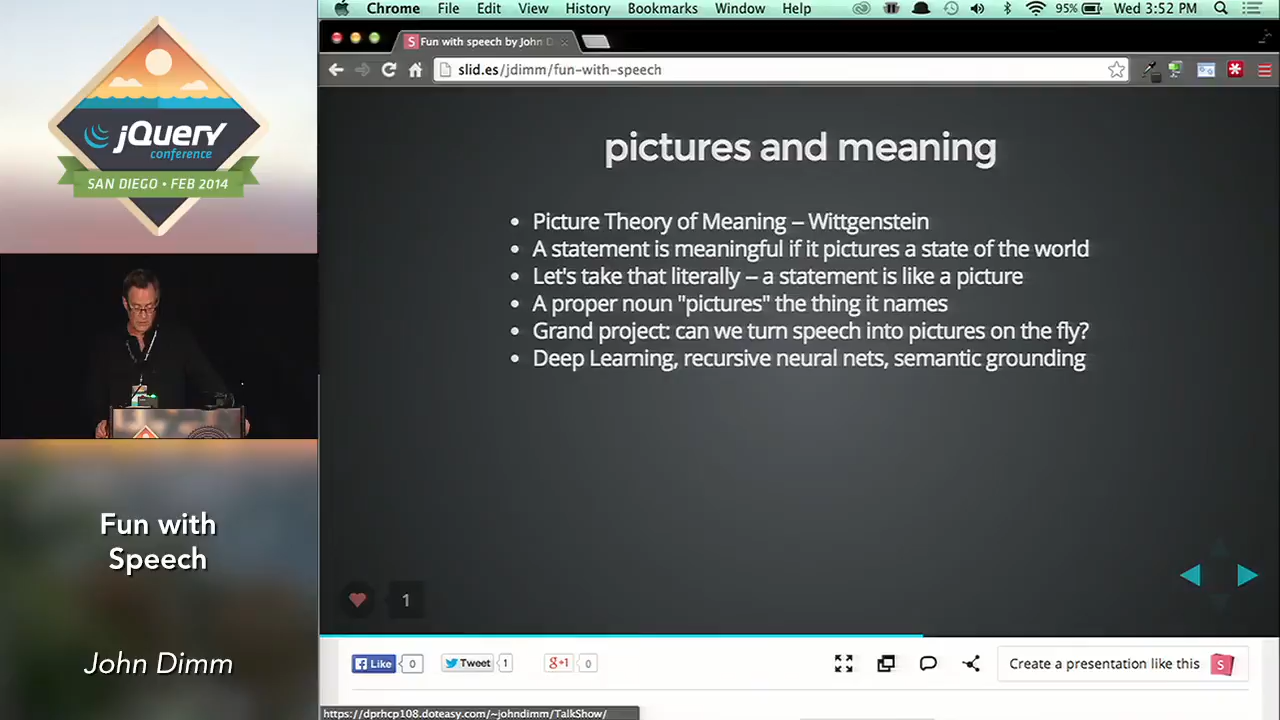 Chrome File Edit View History Bookmarks Window Help 95% Wed 3:52 PM
Fun with speech by John D
slid.es/jdimm/fun-with-speech
jQuery
conference
SAN DIEGO • FEB 2014
pictures and meaning
• Picture Theory of Meaning – Wittgenstein
• A statement is meaningful if it pictures a state of the world
• Let's take that literally – a statement is like a picture
• A proper noun "pictures" the thing it names
• Grand project: can we turn speech into pictures on the fly?
• Deep Learning, recursive neural nets, semantic grounding
Fun with
Speech
John Dimm
1
Like 0 Tweet 1 g+1 0 Create a presentation like this S
https://dprhcp108.doteasy.com/~johndimm/TalkShow/